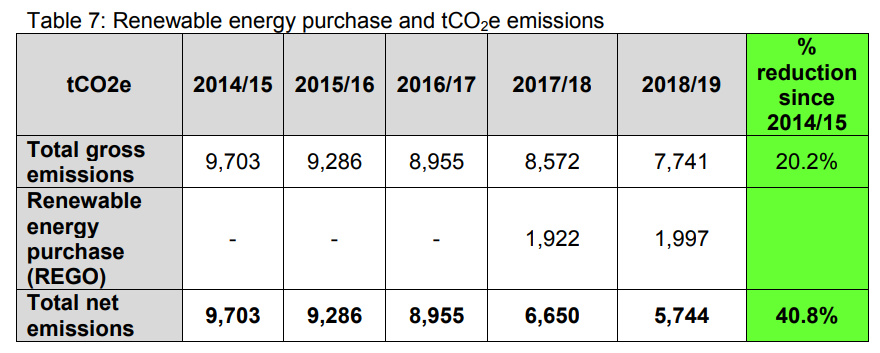 Table 7: Renewable energy purchase and tCO2e emissions
tCO2e 2014/15 2015/16 2016/17 2017/18 2018/19 % reduction since 2014/15
Total gross emissions 9,703 9,286 8,955 8,572 7,741 20.2%
Renewable energy purchase (REGO) - - - 1,922 1,997
Total net emissions 9,703 9,286 8,955 6,650 5,744 40.8%